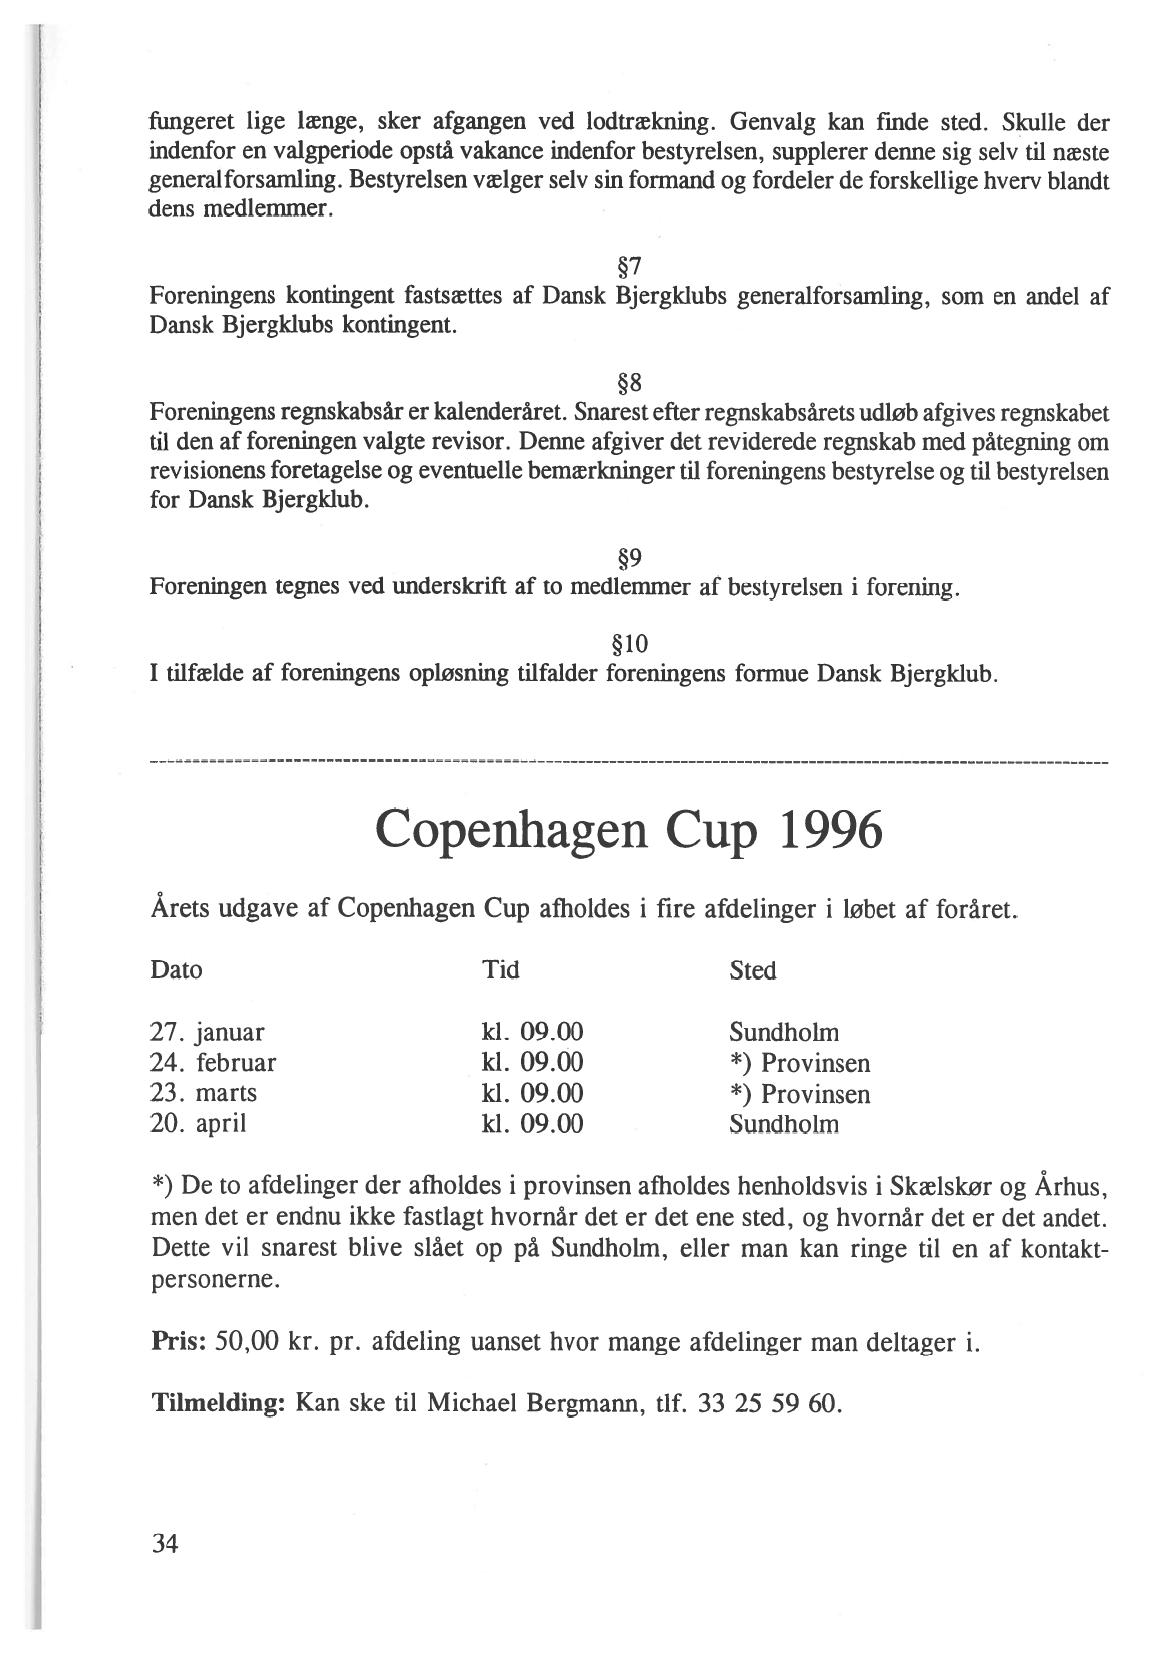 fungeret lige længe, sker afgangen ved lodtrækning. Genvalg kan finde sted. Skulle der
indenfor en valgperiode opstå vakance indenfor bestyrelsen, supplerer denne sig selv til næste
generalforsamling. Bestyrelsen vælger selv sin formand og fordeler de forskellige hverv blandt
dens medlemmer.
§7
Foreningens kontingent fastsættes af Dansk Bjergklubs generalforsamling, som en andel af
Dansk Bjergklubs kontingent.
§8
Foreningens regnskabsår er kalenderåret. Snarest efter regnskabsårets udløb afgives regnskabet
til den af foreningen valgte revisor. Denne afgiver det reviderede regnskab med påtegning om
revisionens foretagelse og eventuelle bemærkninger til foreningens bestyrelse og til bestyrelsen
for Dansk Bjergklub.
§9
Foreningen tegnes ved underskrift af to medlemmer af bestyrelsen i forening.
§10
I tilfælde af foreningens opløsning tilfalder foreningens formue Dansk Bjergklub.
Copenhagen Cup 1996
Årets udgave af Copenhagen Cup afholdes i fire afdelinger i løbet af foråret.
Dato Tid Sted
27. januar kl. 09.00 Sundholm
24. februar kl. 09.00 *) Provinsen
23. marts kl. 09.00 *) Provinsen
20. april kl. 09.00 Sundholm
*) De to afdelinger der afholdes i provinsen afholdes henholdsvis i Skælskør og Århus,
men det er endnu ikke fastlagt hvornår det er det ene sted, og hvornår det er det andet.
Dette vil snarest blive slået op på Sundholm, eller man kan ringe til en af kontakt-
personerne.
Pris: 50,00 kr. pr. afdeling uanset hvor mange afdelinger man deltager i.
Tilmelding: Kan ske til Michael Bergmann, tlf. 33 25 59 60.
34